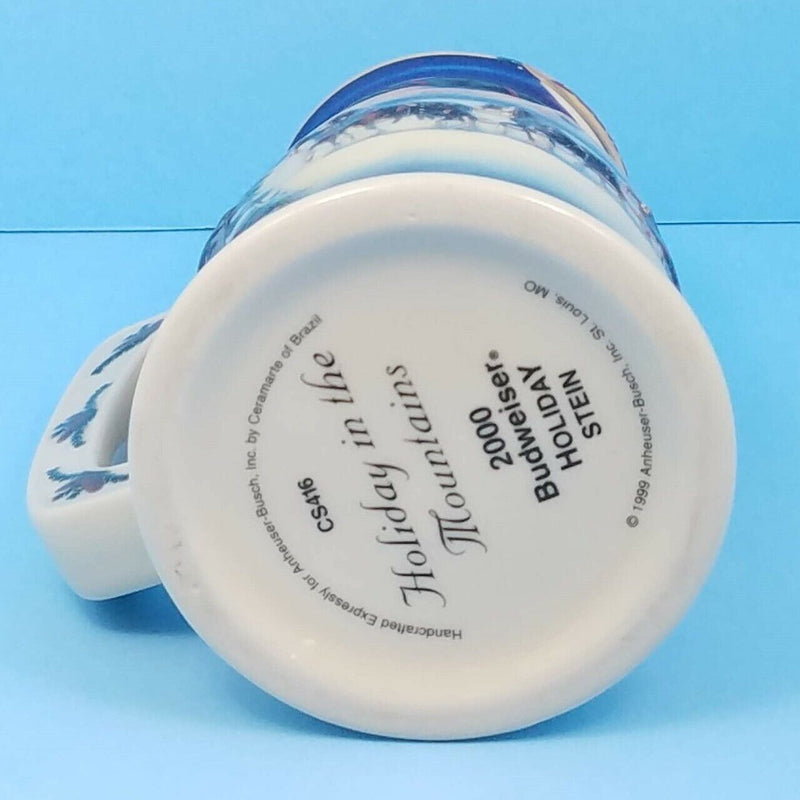 Handcrafted Expressly for Anheuser-Busch, Inc. by Ceramarte of Brazil
CS416
Holiday in the
Mountains
2000
Budweiser®
HOLIDAY
STEIN
© 1999 Anheuser-Busch, Inc. St. Louis, MO